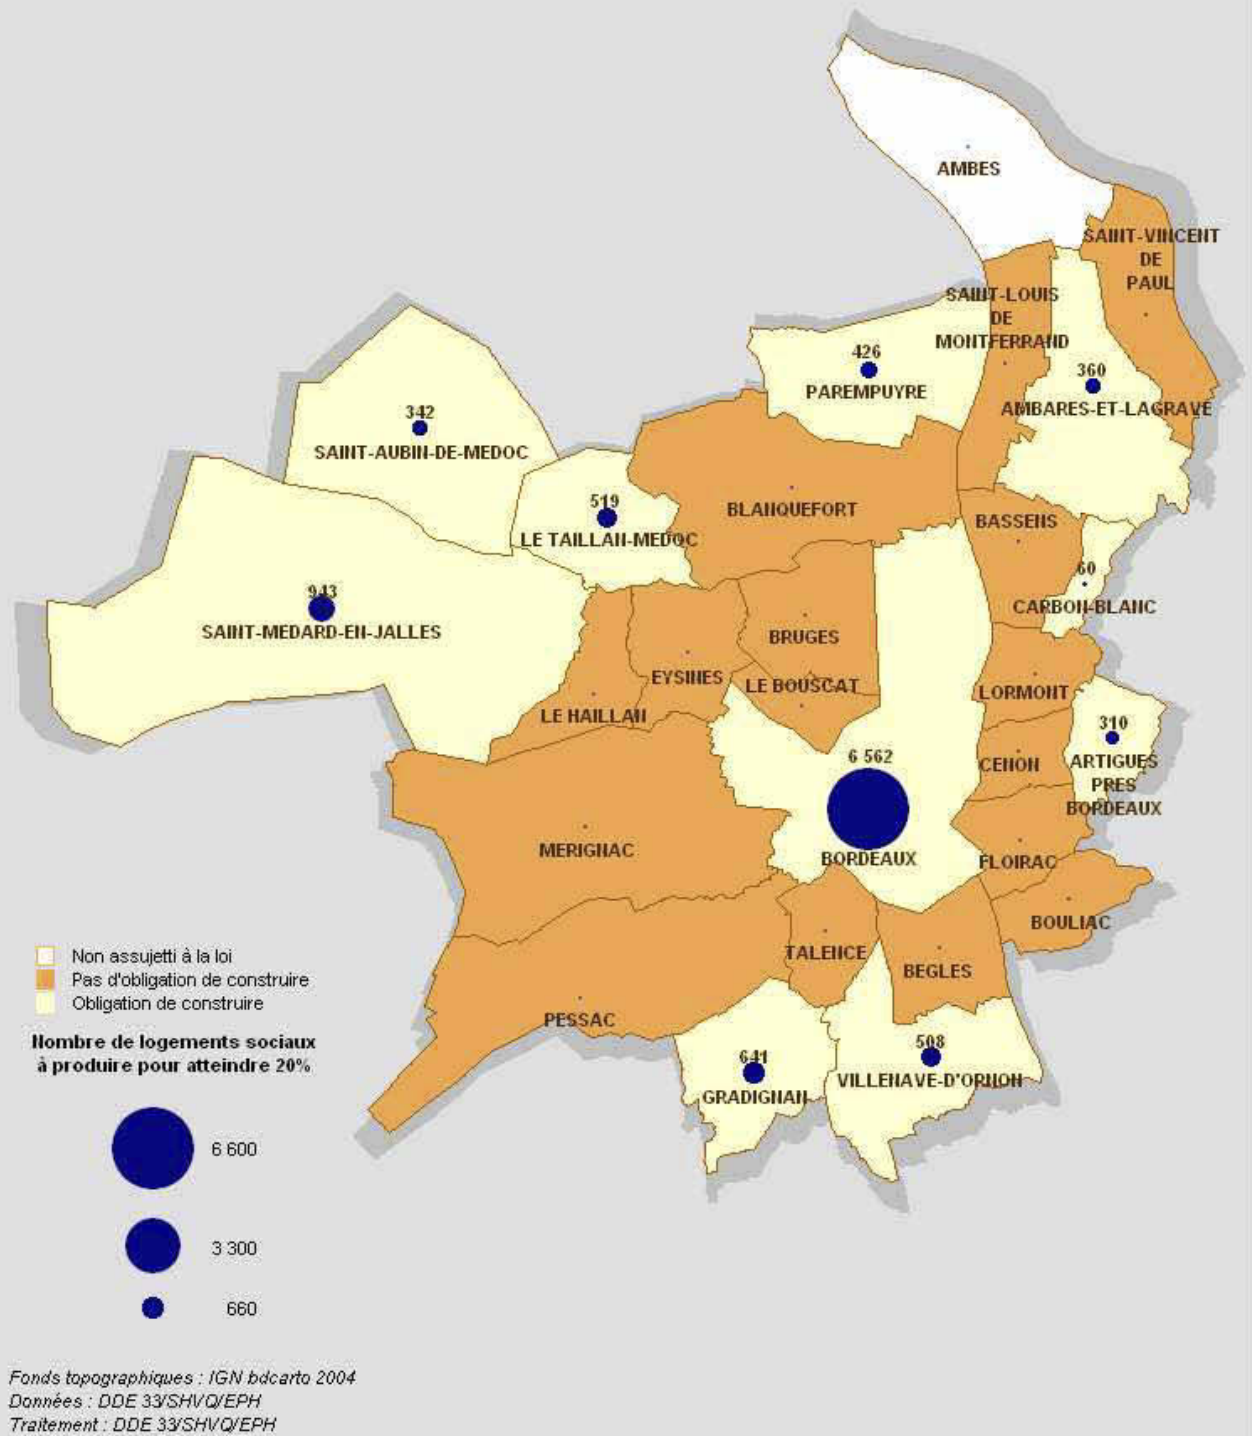 AMBES
SAINT-VINCENT
DE
PAUL
SAINT-LOUIS
DE
MONTFERRAND
426
PAREMPUYRE
360
AMBARES-ET-LAGRAVE
342
SAINT-AUBIN-DE-MEDOC
519
LE TAILLAN-MEDOC
BLANQUEFORT
BASSENS
60
CARBON-BLANC
943
SAINT-MEDARD-EN-JALLES
BRUGES
EYSINES
LE BOUSCAT
LE HAILLAN
LORMONT
310
ARTIGUES
PRES
BORDEAUX
CENON
6 562
BORDEAUX
MERIGNAC
FLOIRAC
BOULIAC
TALENCE
BEGLES
PESSAC
641
GRADIGNAN
508
VILLENAVE-D'ORNON
Non assujetti à la loi
Pas d'obligation de construire
Obligation de construire
Nombre de logements sociaux
à produire pour atteindre 20%
6 600
3 300
660
Fonds topographiques : IGN bdcarto 2004
Données : DDE 33/SHVQ/EPH
Traitement : DDE 33/SHVQ/EPH